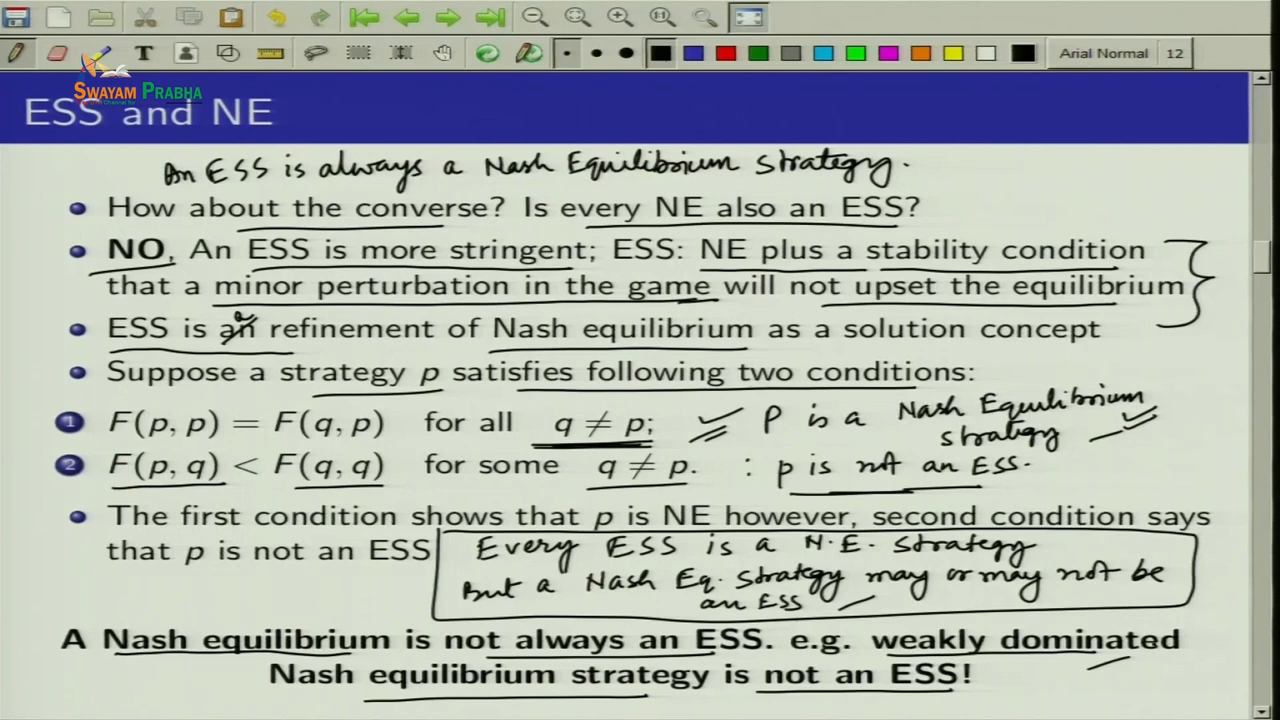 Arial Normal 12
SWAYAM PRABHA
ESS and NE
An ESS is always a Nash Equilibrium Strategy.
How about the converse? Is every NE also an ESS?
NO, An ESS is more stringent; ESS: NE plus a stability condition
that a minor perturbation in the game will not upset the equilibrium
ESS is a refinement of Nash equilibrium as a solution concept
Suppose a strategy p satisfies following two conditions:
1 F(p, p) = F(q, p) for all q ≠ p; P is a Nash Equilibrium
strategy
2 F(p, q) < F(q, q) for some q ≠ p. : p is not an ESS.
The first condition shows that p is NE however, second condition says
that p is not an ESS
Every ESS is a N.E. Strategy
But a Nash Eq. Strategy may or may not be
an ESS
A Nash equilibrium is not always an ESS. e.g. weakly dominated
Nash equilibrium strategy is not an ESS!